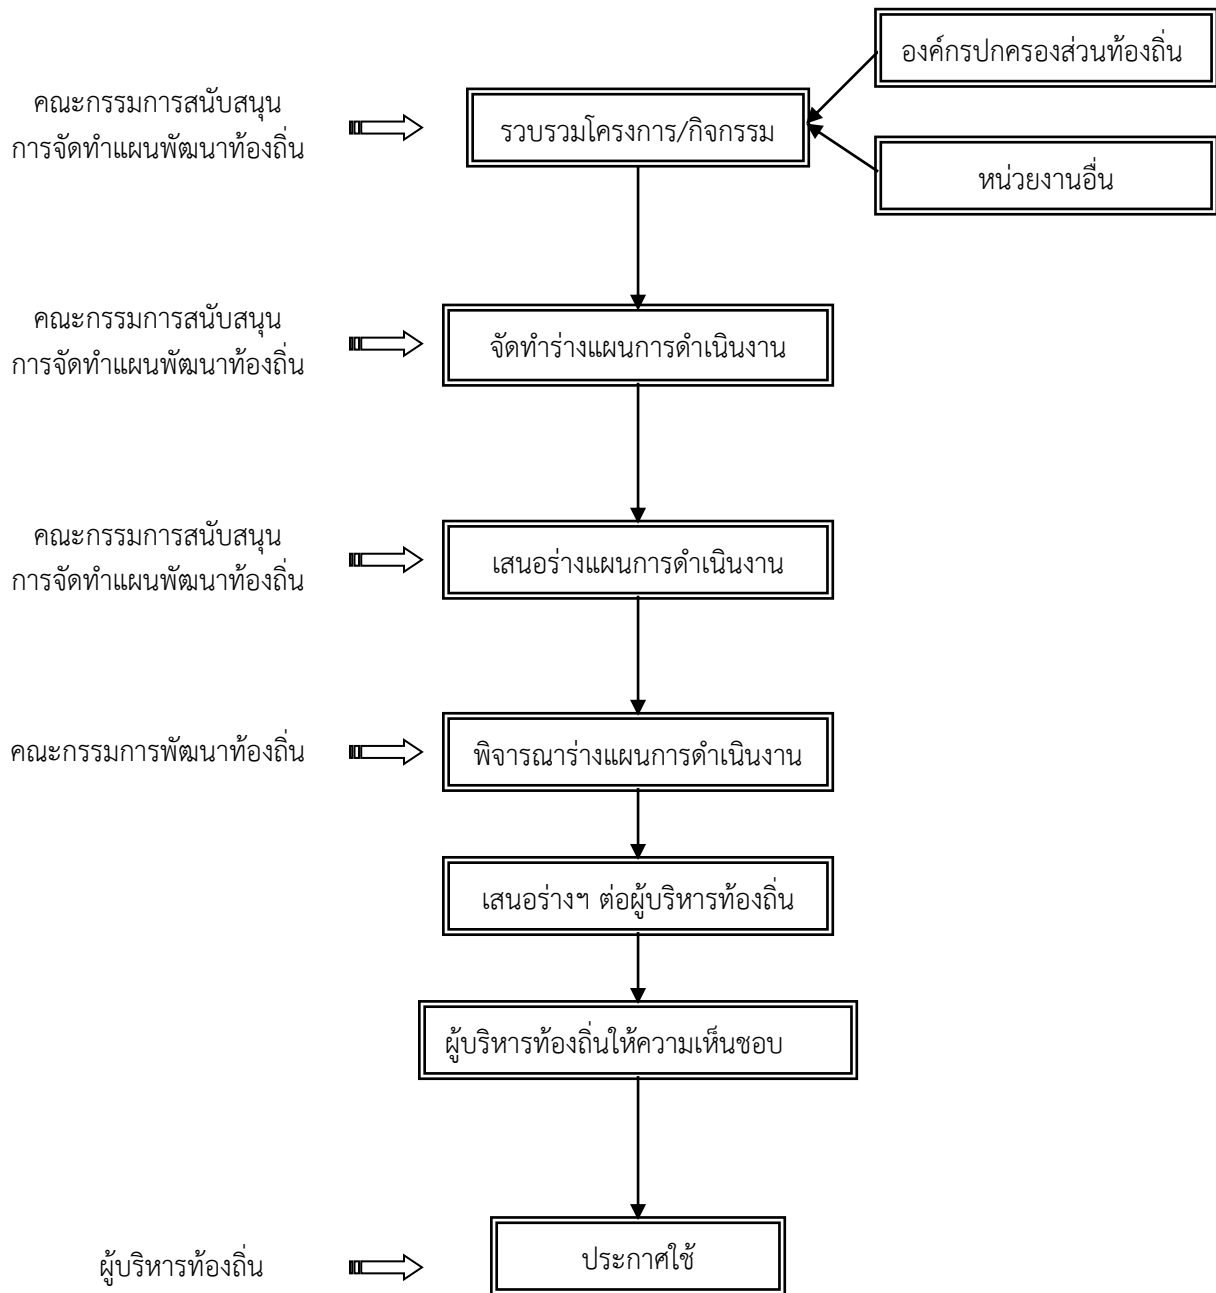 องค์กรปกครองส่วนท้องถิ่น
คณะกรรมการสนับสนุน
การจัดทำแผนพัฒนาท้องถิ่น
รวบรวมโครงการ/กิจกรรม
หน่วยงานอื่น
คณะกรรมการสนับสนุน
การจัดทำแผนพัฒนาท้องถิ่น
จัดทำร่างแผนการดำเนินงาน
คณะกรรมการสนับสนุน
การจัดทำแผนพัฒนาท้องถิ่น
เสนอร่างแผนการดำเนินงาน
คณะกรรมการพัฒนาท้องถิ่น
พิจารณาร่างแผนการดำเนินงาน
เสนอร่างฯ ต่อผู้บริหารท้องถิ่น
ผู้บริหารท้องถิ่นให้ความเห็นชอบ
ผู้บริหารท้องถิ่น
ประกาศใช้